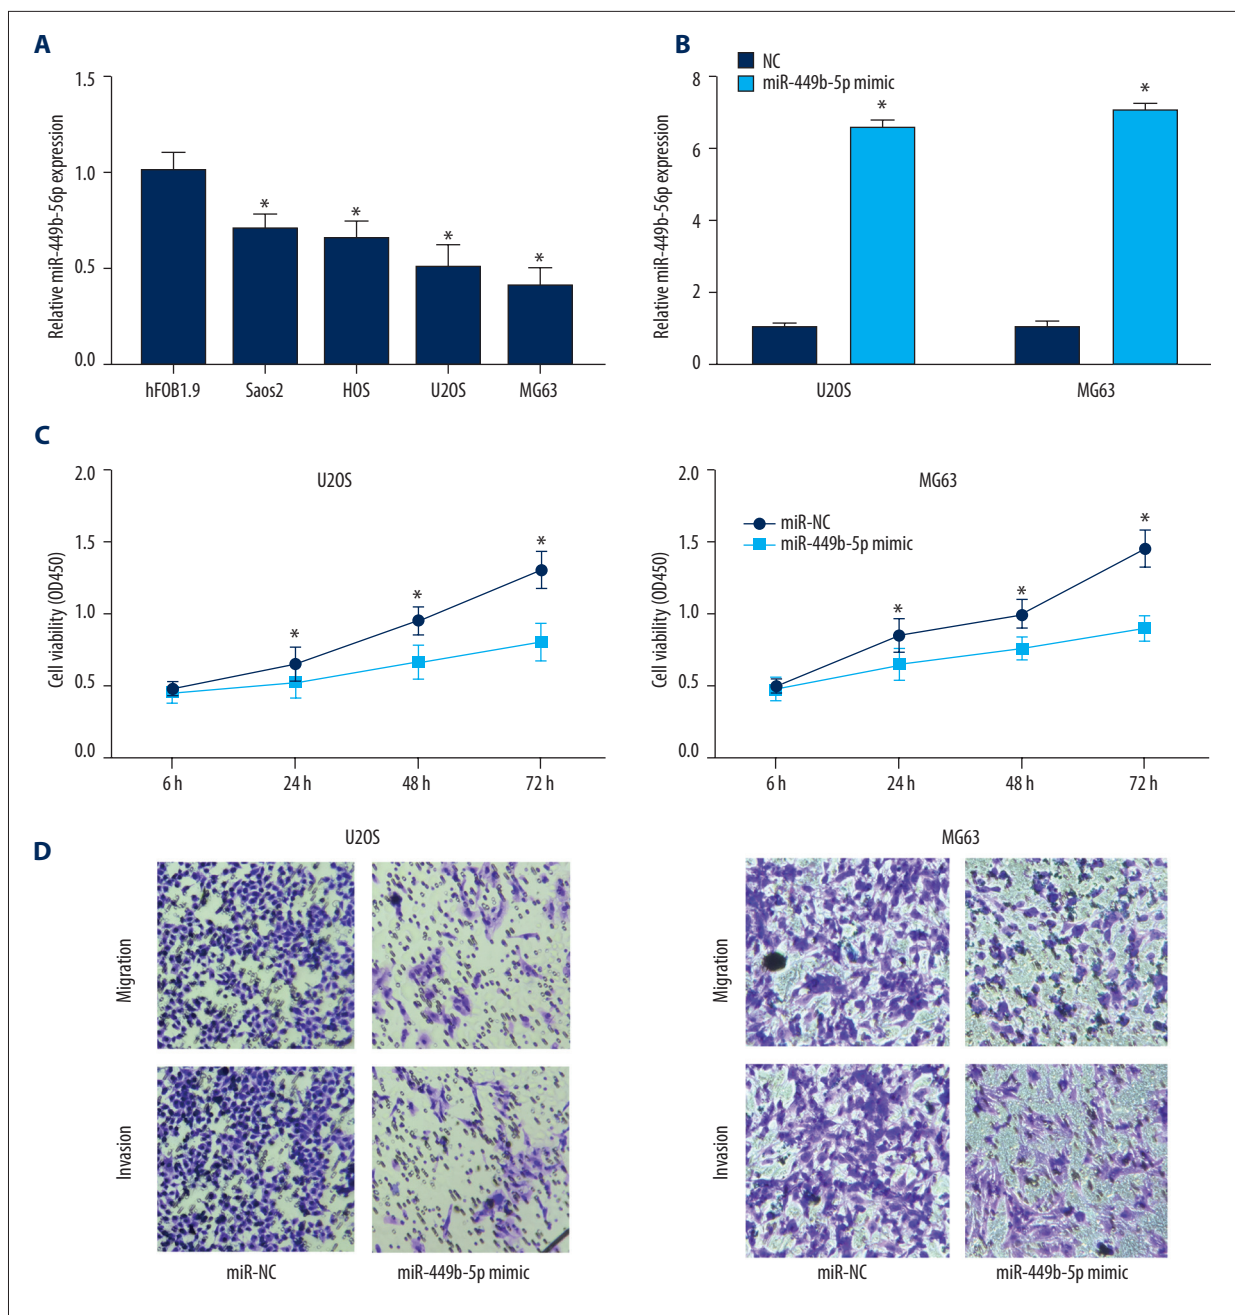 A
Relative miR-449b-56p expression
1.5
1.0
0.5
0.0
*
*
*
*
hFOB1.9
Saos2
HOS
U2OS
MG63
B
NC
miR-449b-5p mimic
Relative miR-449b-56p expression
8
6
4
2
0
*
*
U2OS
MG63
C
U2OS
Cell viability (OD450)
2.0
1.5
1.0
0.5
0.0
*
*
*
6 h
24 h
48 h
72 h
MG63
miR-NC
miR-449b-5p mimic
Cell viability (OD450)
2.0
1.5
1.0
0.5
0.0
*
*
*
6 h
24 h
48 h
72 h
D
U2OS
Migration
Invasion
miR-NC
miR-449b-5p mimic
MG63
Migration
Invasion
miR-NC
miR-449b-5p mimic